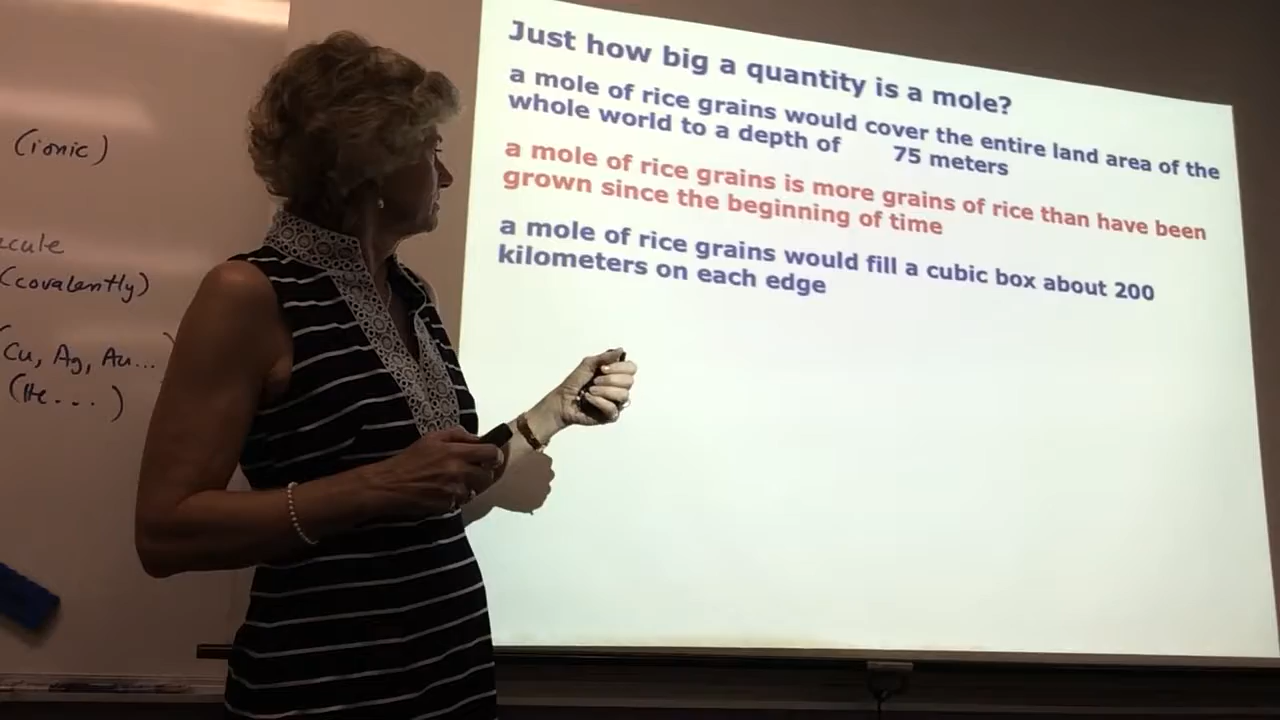 (ionic)
(covalently)
Cu, Ag, Au...
(He...)
Just how big a quantity is a mole?
a mole of rice grains would cover the entire land area of the
whole world to a depth of 75 meters
a mole of rice grains is more grains of rice than have been
grown since the beginning of time
a mole of rice grains would fill a cubic box about 200
kilometers on each edge